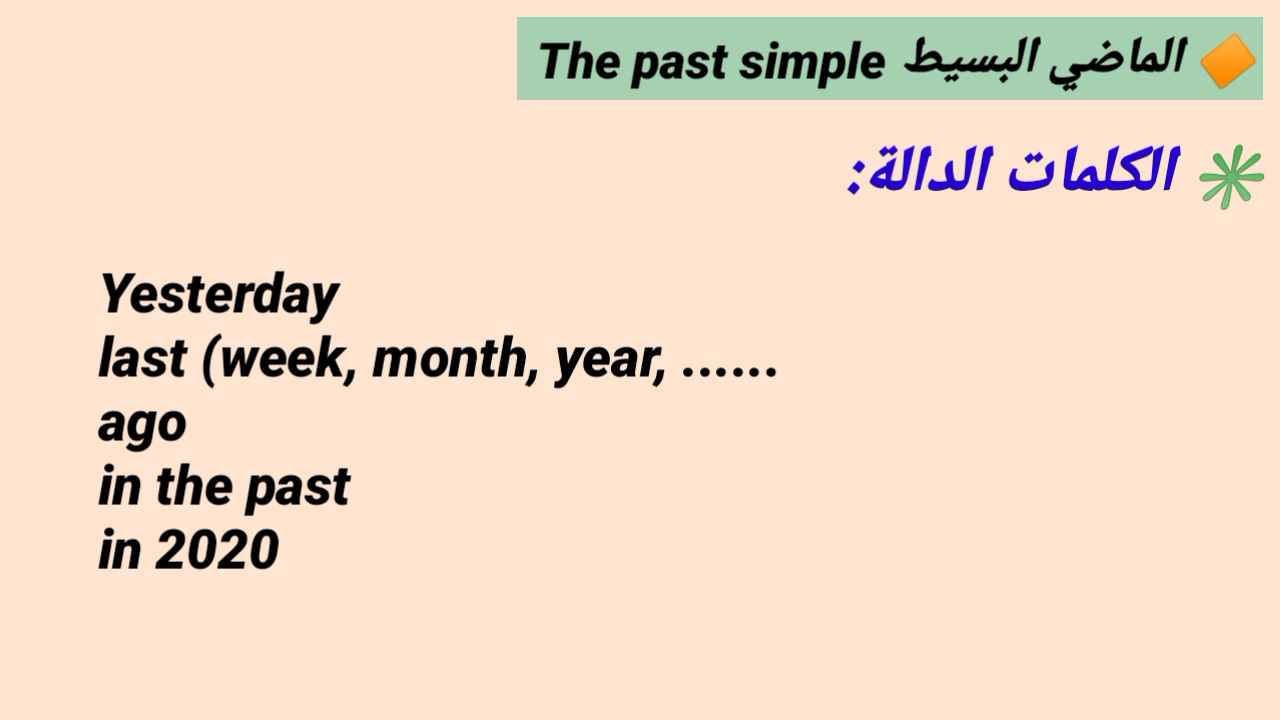 🔶 الماضي البسيط The past simple
✳ الكلمات الدالة:
Yesterday
last (week, month, year, ......
ago
in the past
in 2020